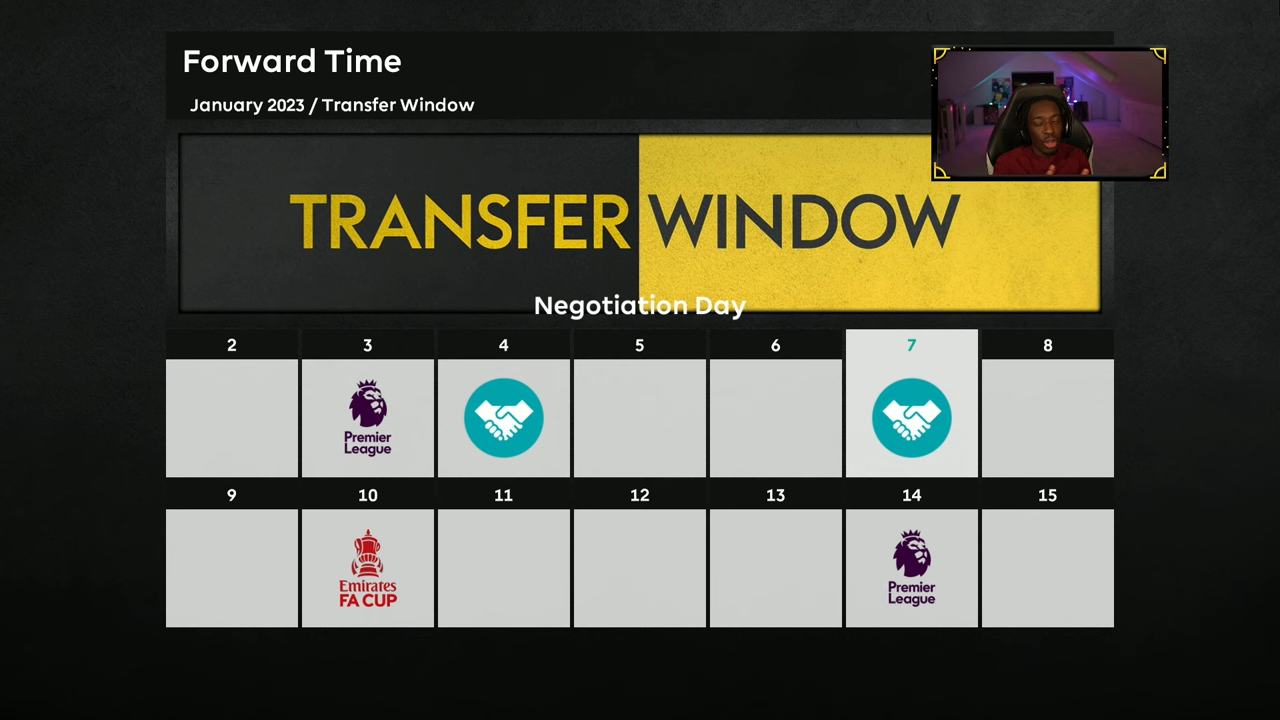 Forward Time
January 2023 / Transfer Window
TRANSFER WINDOW
Negotiation Day
2 3 4 5 6 7 8
Premier
League
9 10 11 12 13 14 15
Emirates
FA CUP
Premier
League